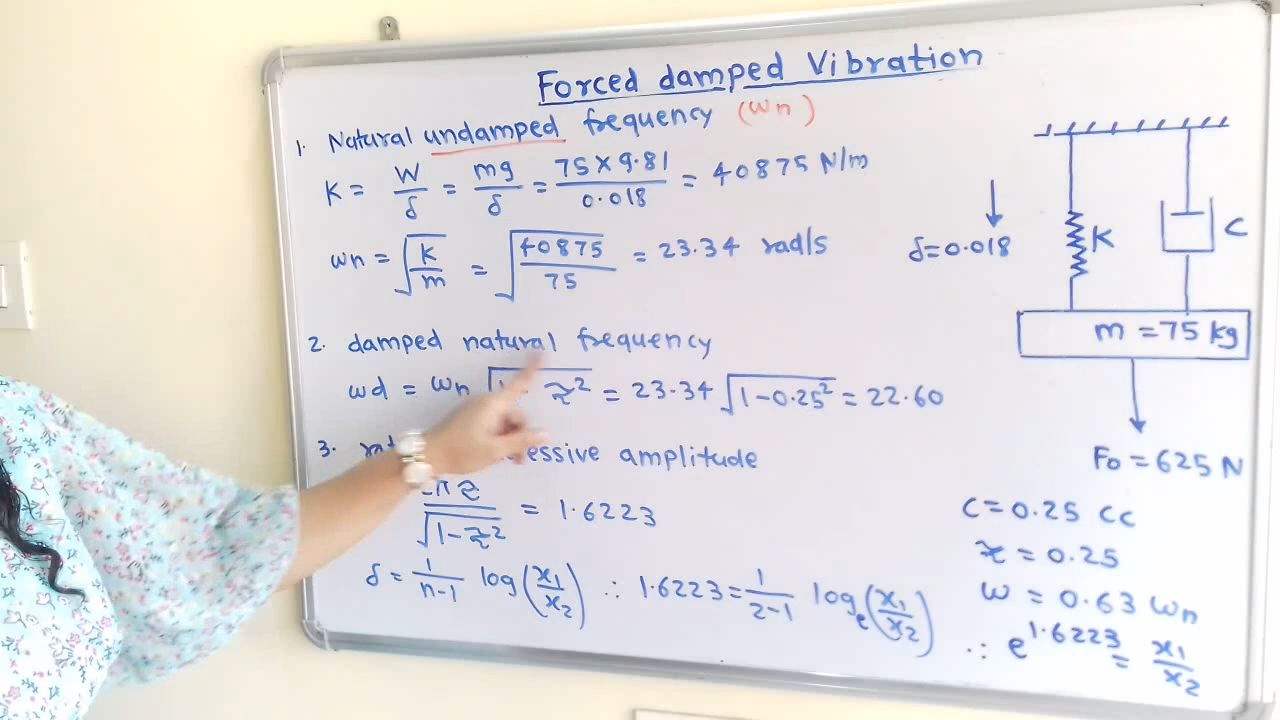 Forced damped Vibration
1. Natural undamped frequency (ωn)
K = W/δ = mg/δ = 75 × 9.81/0.018 = 40875 N/m
ωn = √(k/m) = √(40875/75) = 23.34 rad/s
δ=0.018
K
C
m = 75 kg
2. damped natural frequency
ωd = ωn √ z² = 23.34 √(1-0.25²) = 22.60
F₀ = 625 N
3. essive amplitude
/√(1-z²) = 1.6223
δ = 1/(n-1) log(x₁/x₂) ∴ 1.6223 = 1/(2-1) logₑ(x₁/x₂)
C = 0.25 Cc
z = 0.25
ω = 0.63 ωn
∴ e^1.6223 = x₁/x₂